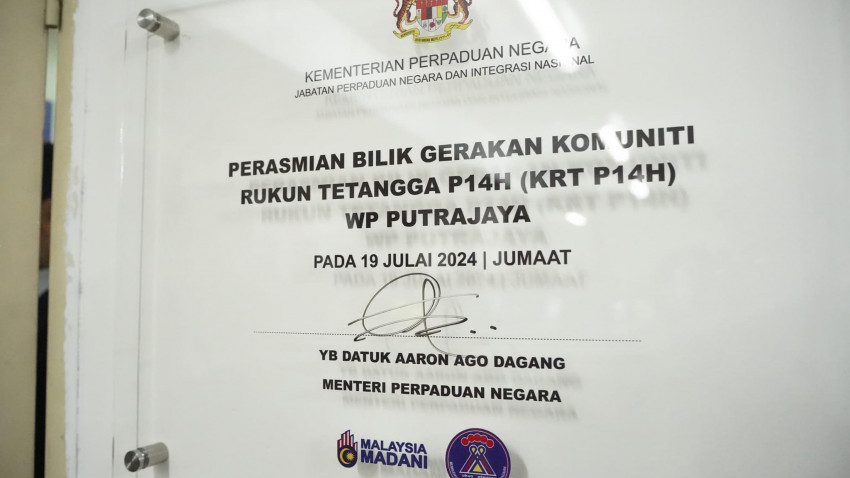 KEMENTERIAN PERPADUAN NEGARA
JABATAN PERPADUAN NEGARA DAN INTEGRASI NASIONAL
PERASMIAN BILIK GERAKAN KOMUNITI
RUKUN TETANGGA P14H (KRT P14H)
WP PUTRAJAYA
PADA 19 JULAI 2024 | JUMAAT
YB DATUK AARON AGO DAGANG
MENTERI PERPADUAN NEGARA
MALAYSIA
MADANI